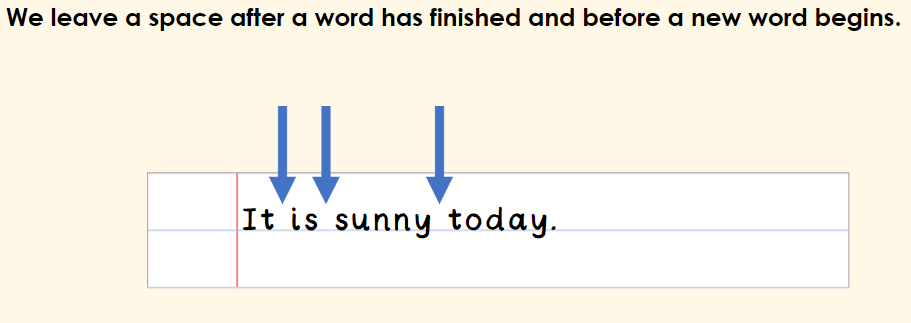 We leave a space after a word has finished and before a new word begins.
It is sunny today.